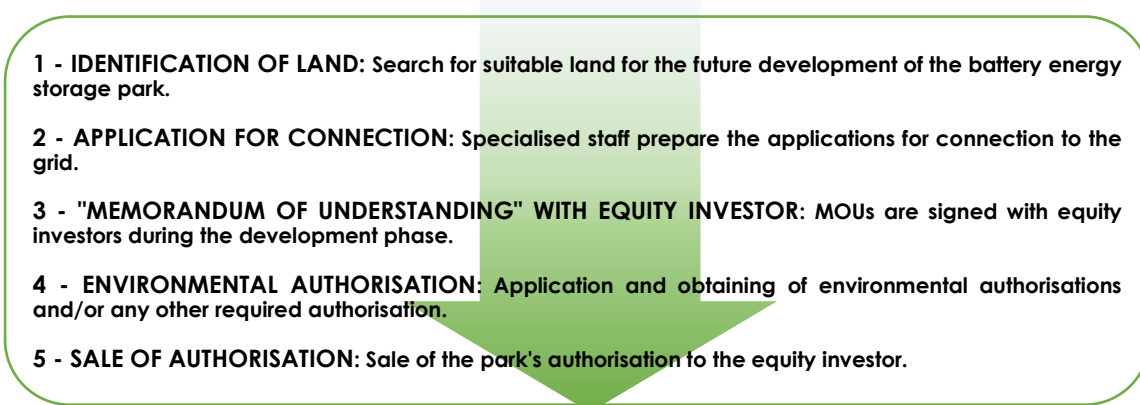 1 - IDENTIFICATION OF LAND: Search for suitable land for the future development of the battery energy
storage park.
2 - APPLICATION FOR CONNECTION: Specialised staff prepare the applications for connection to the
grid.
3 - "MEMORANDUM OF UNDERSTANDING" WITH EQUITY INVESTOR: MOUs are signed with equity
investors during the development phase.
4 - ENVIRONMENTAL AUTHORISATION: Application and obtaining of environmental authorisations
and/or any other required authorisation.
5 - SALE OF AUTHORISATION: Sale of the park's authorisation to the equity investor.